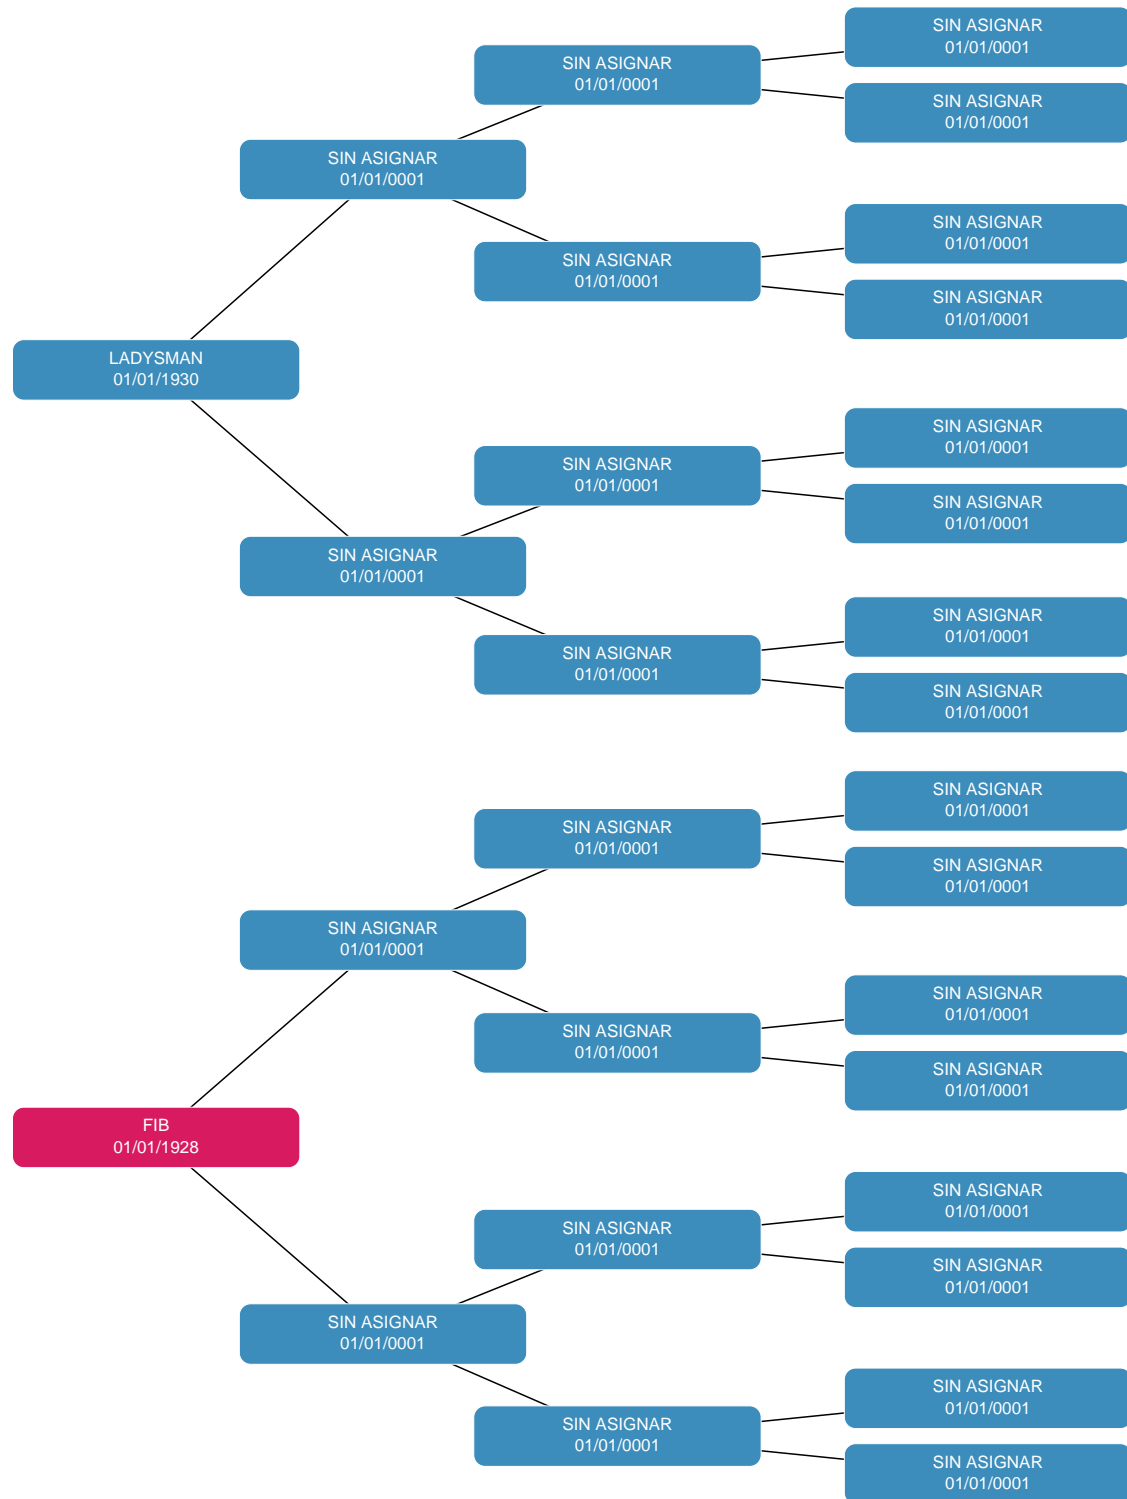 SIN ASIGNAR
01/01/0001
SIN ASIGNAR
01/01/0001
SIN ASIGNAR
01/01/0001
SIN ASIGNAR
01/01/0001
SIN ASIGNAR
01/01/0001
SIN ASIGNAR
01/01/0001
SIN ASIGNAR
01/01/0001
LADYSMAN
01/01/1930
SIN ASIGNAR
01/01/0001
SIN ASIGNAR
01/01/0001
SIN ASIGNAR
01/01/0001
SIN ASIGNAR
01/01/0001
SIN ASIGNAR
01/01/0001
SIN ASIGNAR
01/01/0001
SIN ASIGNAR
01/01/0001
SIN ASIGNAR
01/01/0001
SIN ASIGNAR
01/01/0001
SIN ASIGNAR
01/01/0001
SIN ASIGNAR
01/01/0001
SIN ASIGNAR
01/01/0001
SIN ASIGNAR
01/01/0001
SIN ASIGNAR
01/01/0001
FIB
01/01/1928
SIN ASIGNAR
01/01/0001
SIN ASIGNAR
01/01/0001
SIN ASIGNAR
01/01/0001
SIN ASIGNAR
01/01/0001
SIN ASIGNAR
01/01/0001
SIN ASIGNAR
01/01/0001
SIN ASIGNAR
01/01/0001
SIN ASIGNAR
01/01/0001